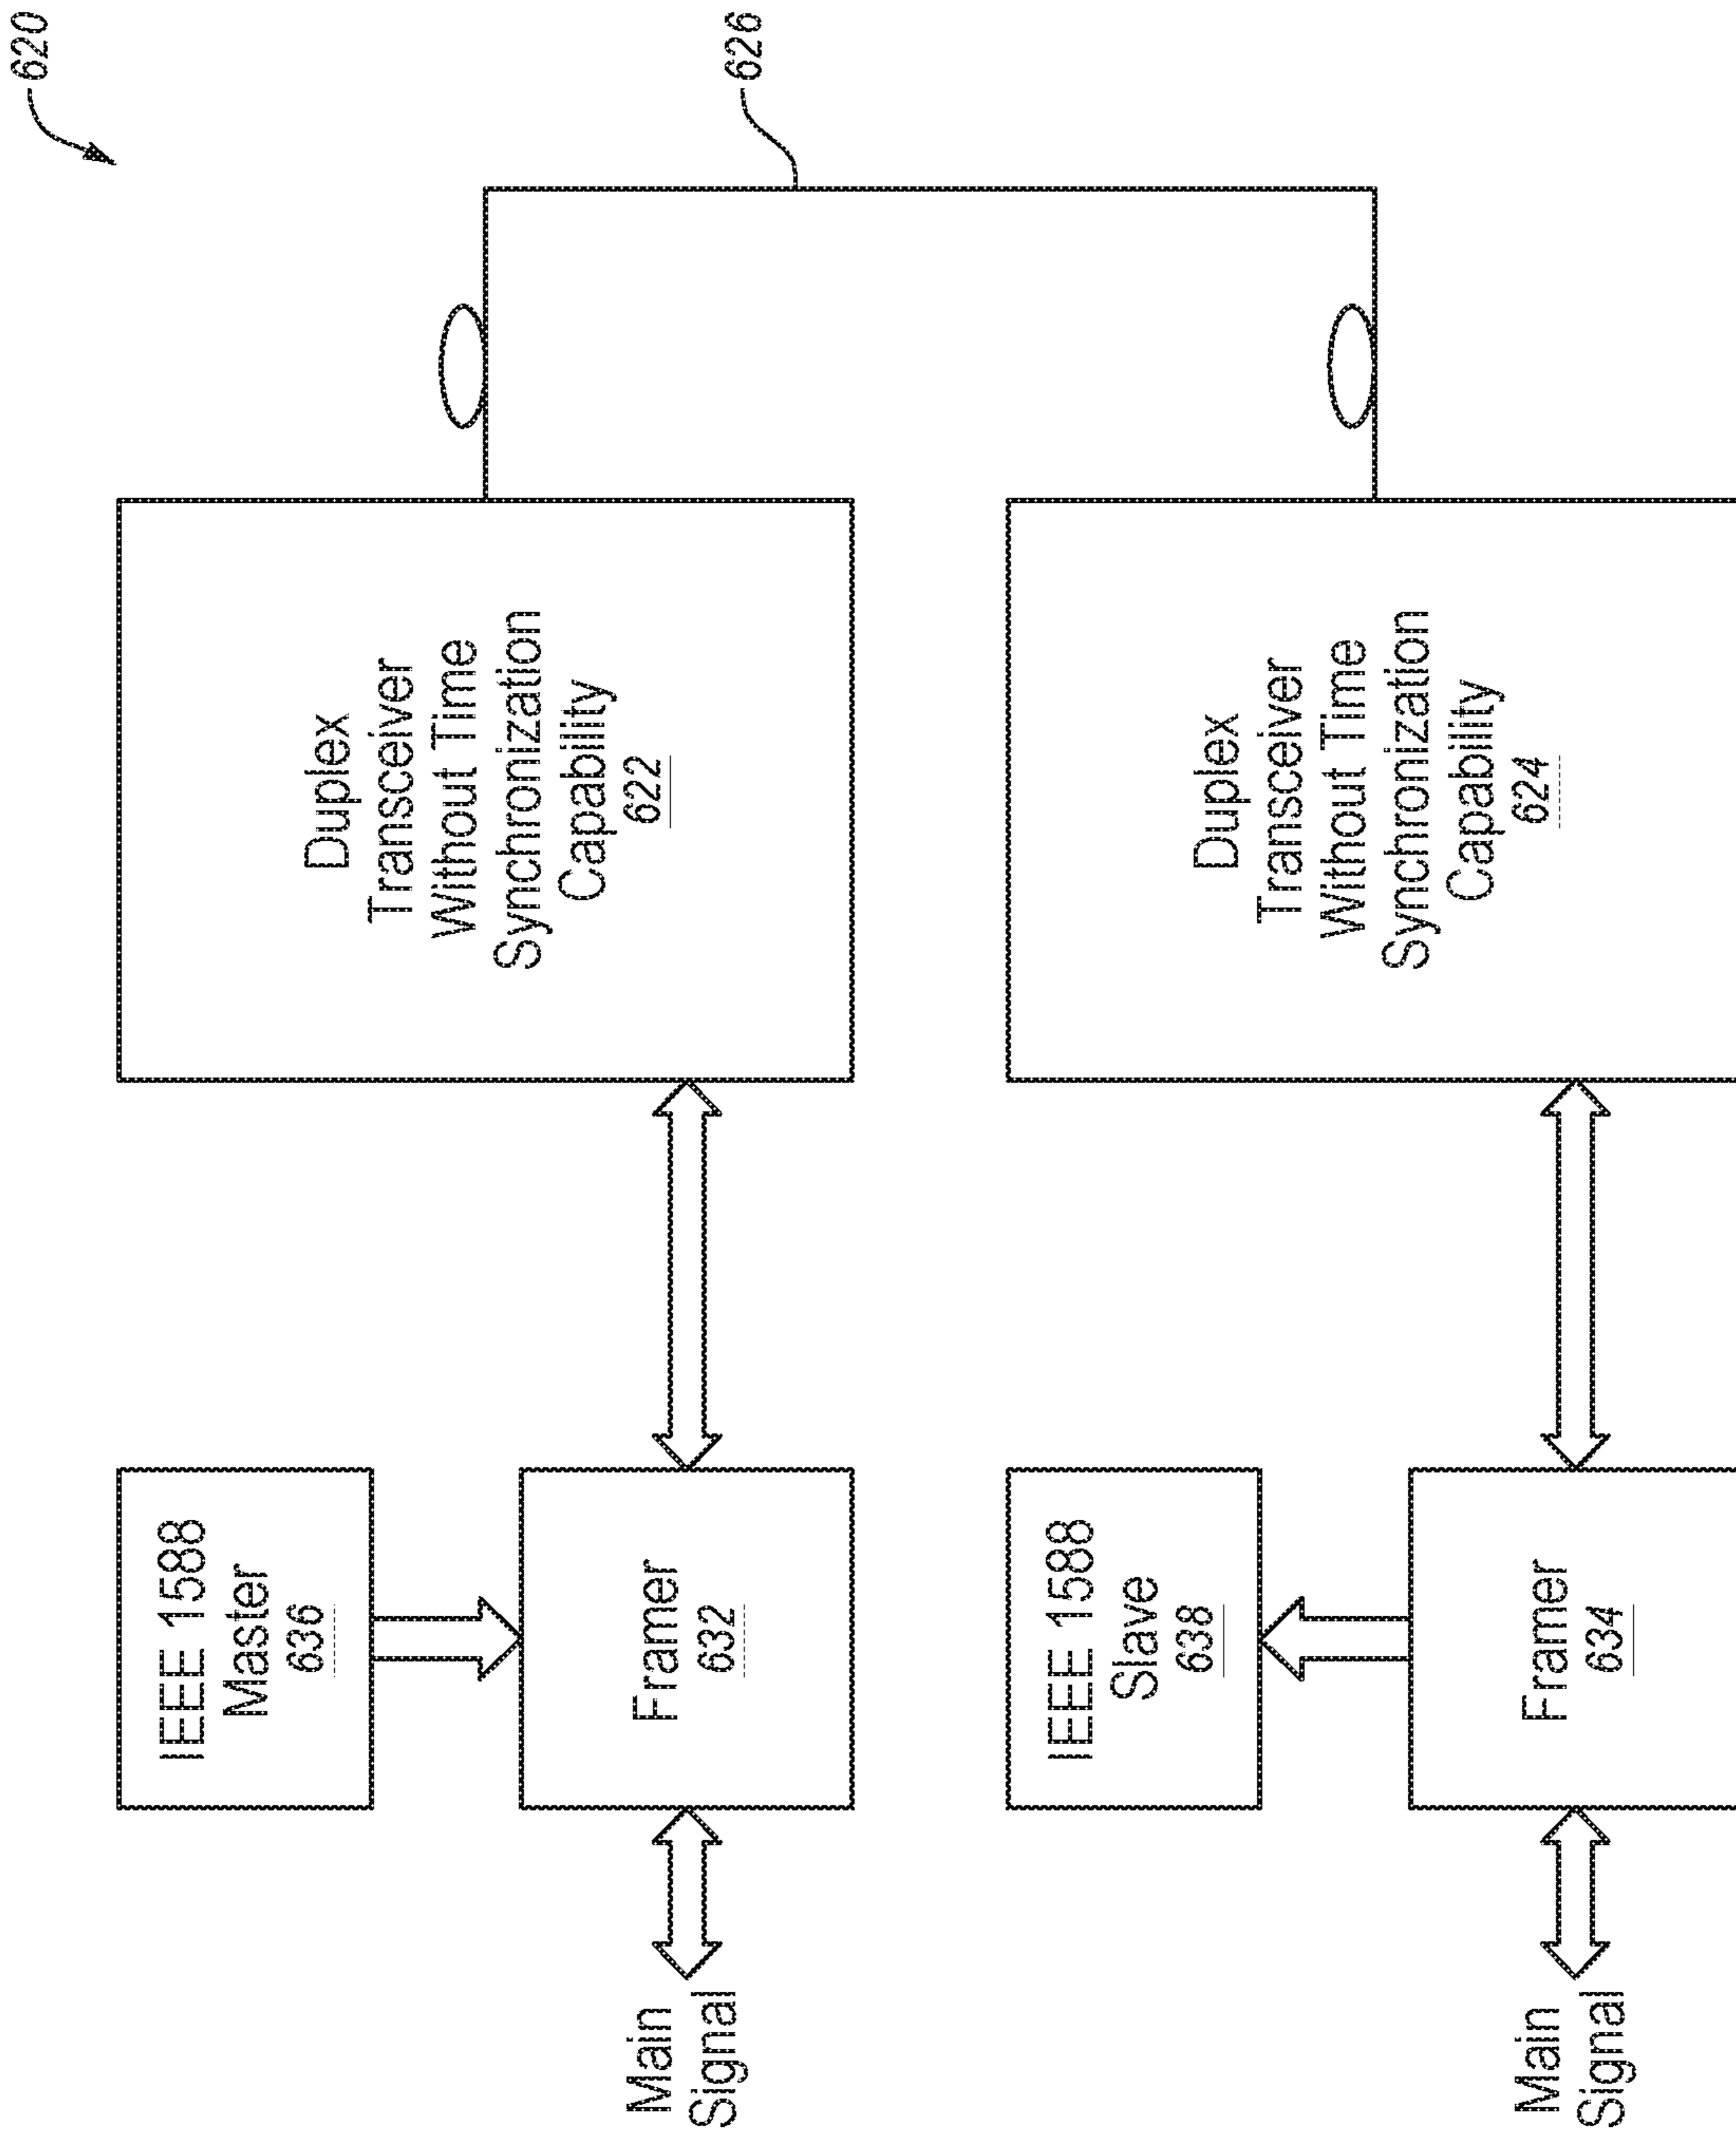 620
626
Duplex
Transceiver
Without Time
Synchronization
Capability
622
Duplex
Transceiver
Without Time
Synchronization
Capability
624
IEEE 1588
Master
636
Framer
632
IEEE 1588
Slave
638
Framer
634
Main
Signal
Main
Signal